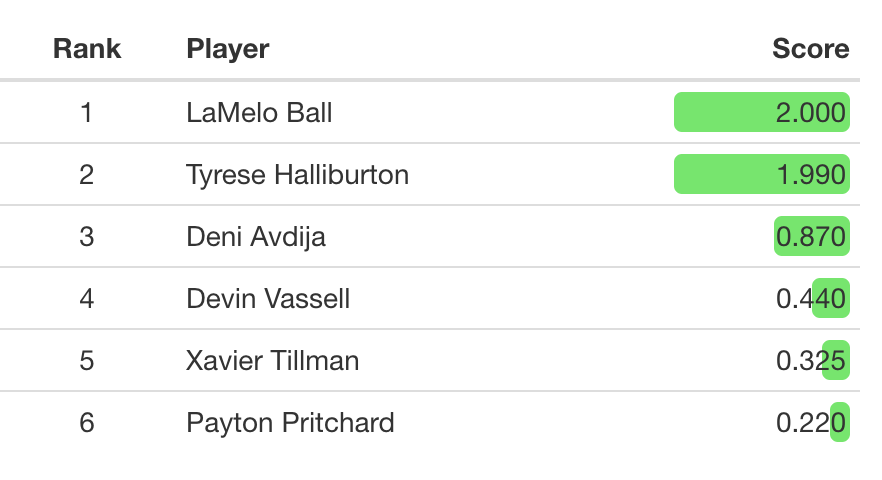 Rank Player Score
1 LaMelo Ball 2.000
2 Tyrese Halliburton 1.990
3 Deni Avdija 0.870
4 Devin Vassell 0.440
5 Xavier Tillman 0.325
6 Payton Pritchard 0.220